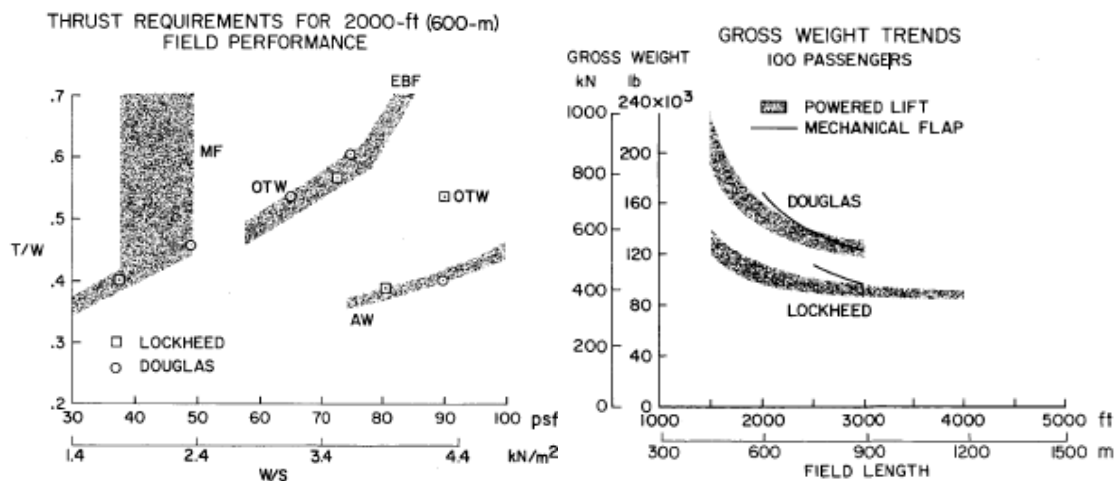 THRUST REQUIREMENTS FOR 2000-ft (600-m)
FIELD PERFORMANCE
.7
.6
.5
T/W
.4
.3
.2
EBF
MF
OTW
OTW
AW
LOCKHEED
DOUGLAS
30 40 50 60 70 80 90 100 psf
1.4 2.4 3.4 4.4 kN/m²
W/S
GROSS WEIGHT TRENDS
100 PASSENGERS
GROSS WEIGHT
kN lb
1000 240×10³
POWERED LIFT
MECHANICAL FLAP
200
800
160
600
120
400
80
200
40
0 0
DOUGLAS
LOCKHEED
1000 2000 3000 4000 5000 ft
300 600 900 1200 1500 m
FIELD LENGTH